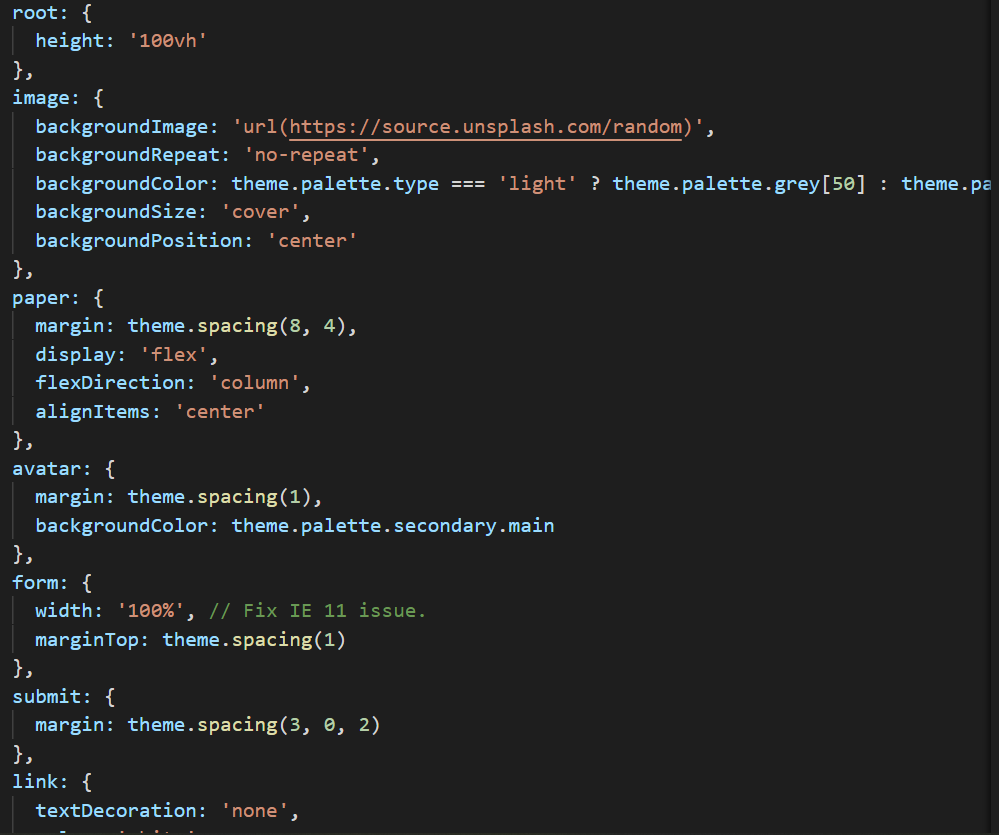 root: {
  height: '100vh'
},
image: {
  backgroundImage: 'url(https://source.unsplash.com/random)',
  backgroundRepeat: 'no-repeat',
  backgroundColor: theme.palette.type === 'light' ? theme.palette.grey[50] : theme.pa
  backgroundSize: 'cover',
  backgroundPosition: 'center'
},
paper: {
  margin: theme.spacing(8, 4),
  display: 'flex',
  flexDirection: 'column',
  alignItems: 'center'
},
avatar: {
  margin: theme.spacing(1),
  backgroundColor: theme.palette.secondary.main
},
form: {
  width: '100%', // Fix IE 11 issue.
  marginTop: theme.spacing(1)
},
submit: {
  margin: theme.spacing(3, 0, 2)
},
link: {
  textDecoration: 'none',